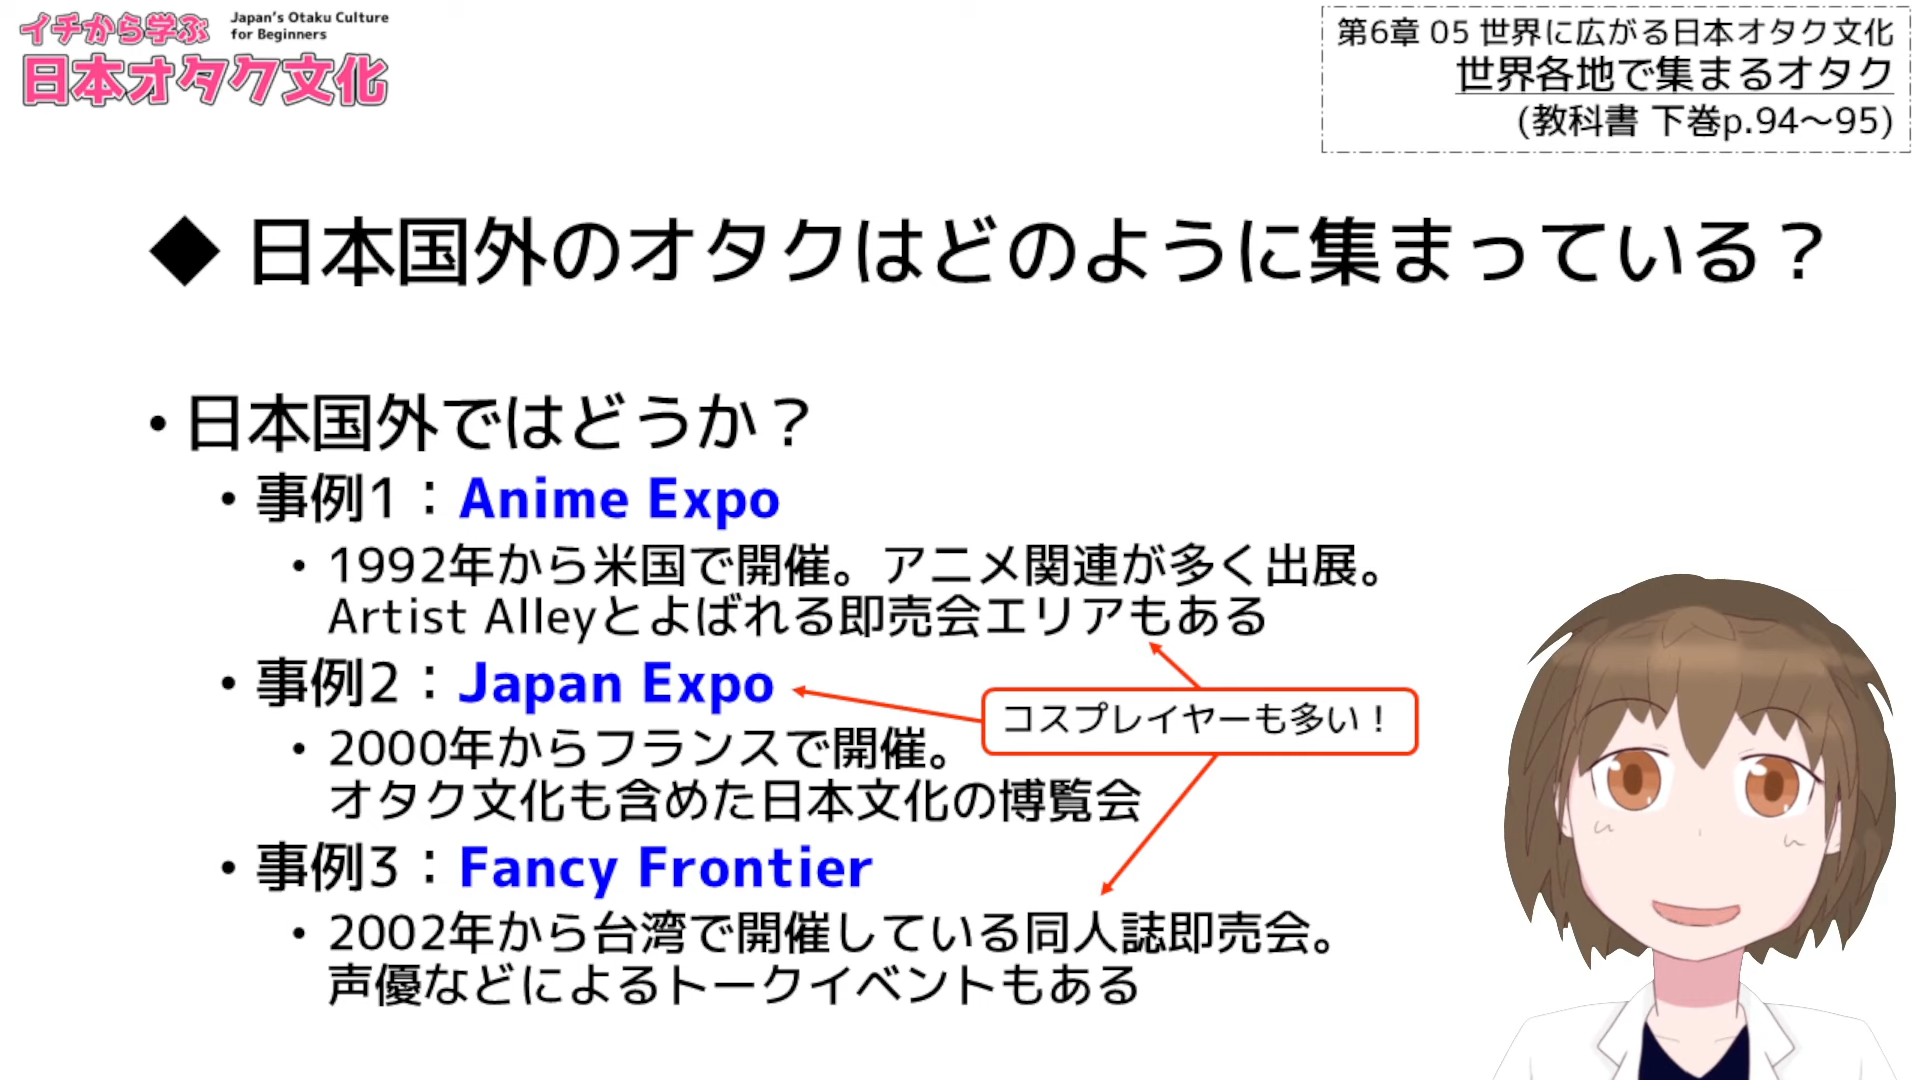 イチから学ぶ
Japan's Otaku Culture
for Beginners
日本オタク文化
第6章 05 世界に広がる日本オタク文化
世界各地で集まるオタク
(教科書 下巻p.94〜95)
◆ 日本国外のオタクはどのように集まっている？
• 日本国外ではどうか？
• 事例1：Anime Expo
• 1992年から米国で開催。アニメ関連が多く出展。
Artist Alleyとよばれる即売会エリアもある
• 事例2：Japan Expo
コスプレイヤーも多い！
• 2000年からフランスで開催。
オタク文化も含めた日本文化の博覧会
• 事例3：Fancy Frontier
• 2002年から台湾で開催している同人誌即売会。
声優などによるトークイベントもある